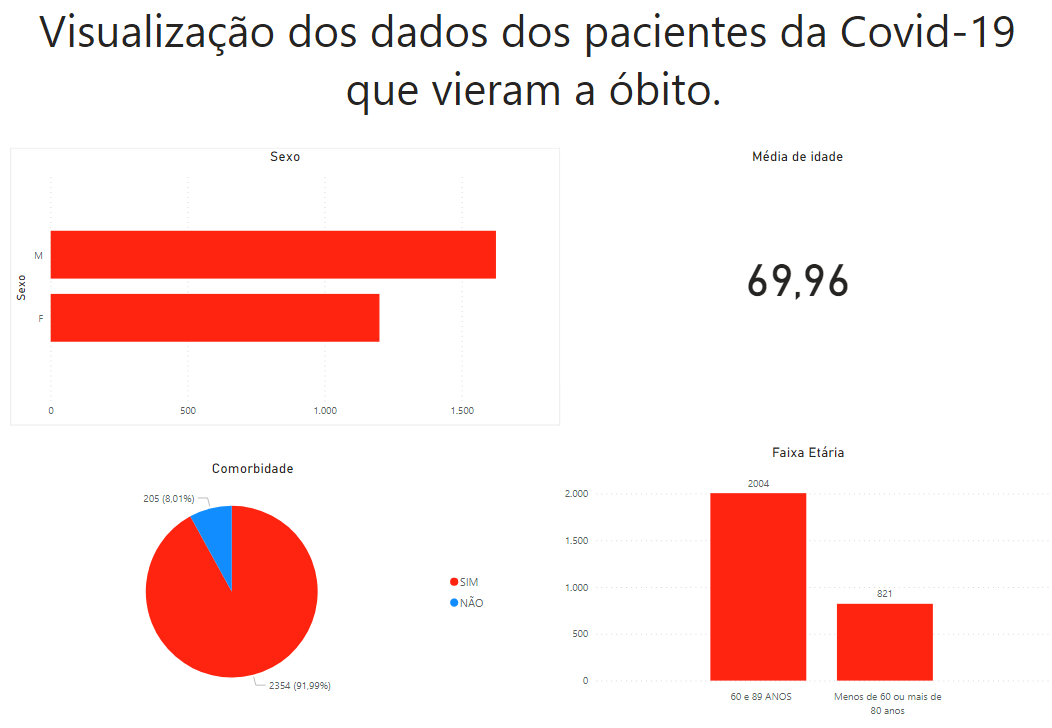 Visualização dos dados dos pacientes da Covid-19
que vieram a óbito.
Sexo
Sexo
M
F
0
500
1.000
1.500
Média de idade
69,96
Comorbidade
205 (8,01%)
2354 (91,99%)
SIM
NÃO
Faixa Etária
2.000
1.500
1.000
500
0
2004
821
60 e 89 ANOS
Menos de 60 ou mais de
80 anos